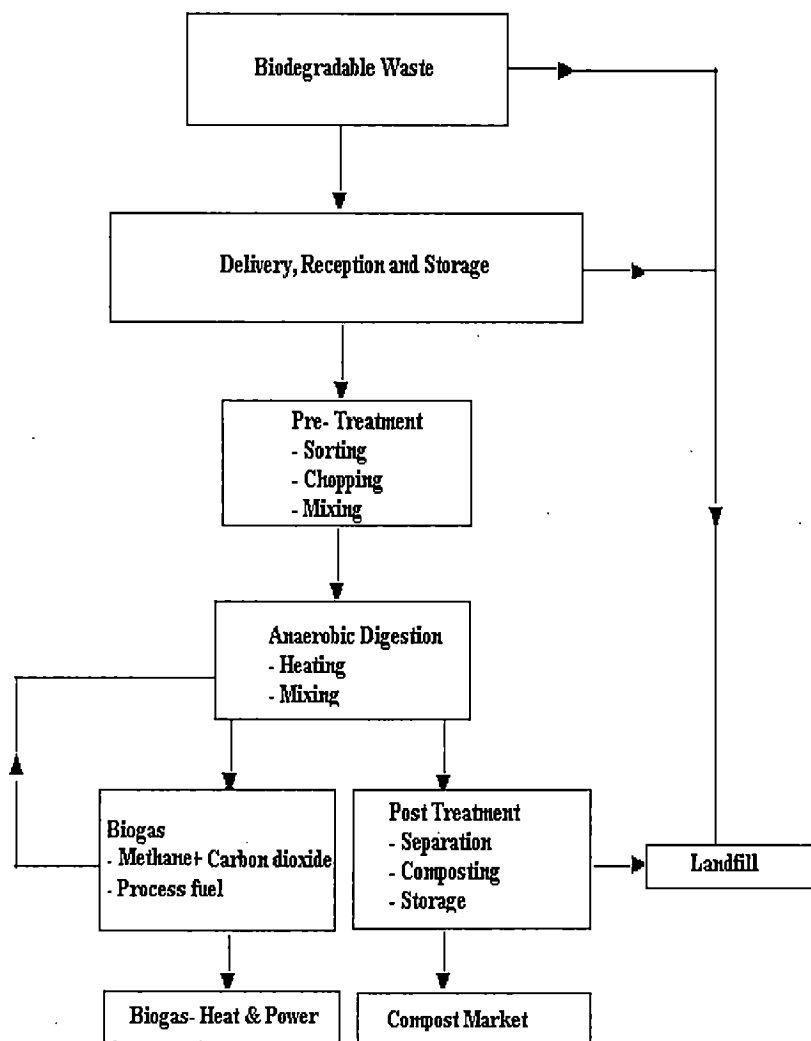 Biodegradable Waste
Delivery, Reception and Storage
Pre- Treatment
- Sorting
- Chopping
- Mixing
Anaerobic Digestion
- Heating
- Mixing
Biogas
- Methane+ Carbon dioxide
- Process fuel
Post Treatment
- Separation
- Composting
- Storage
Landfill
Biogas- Heat & Power
Compost Market